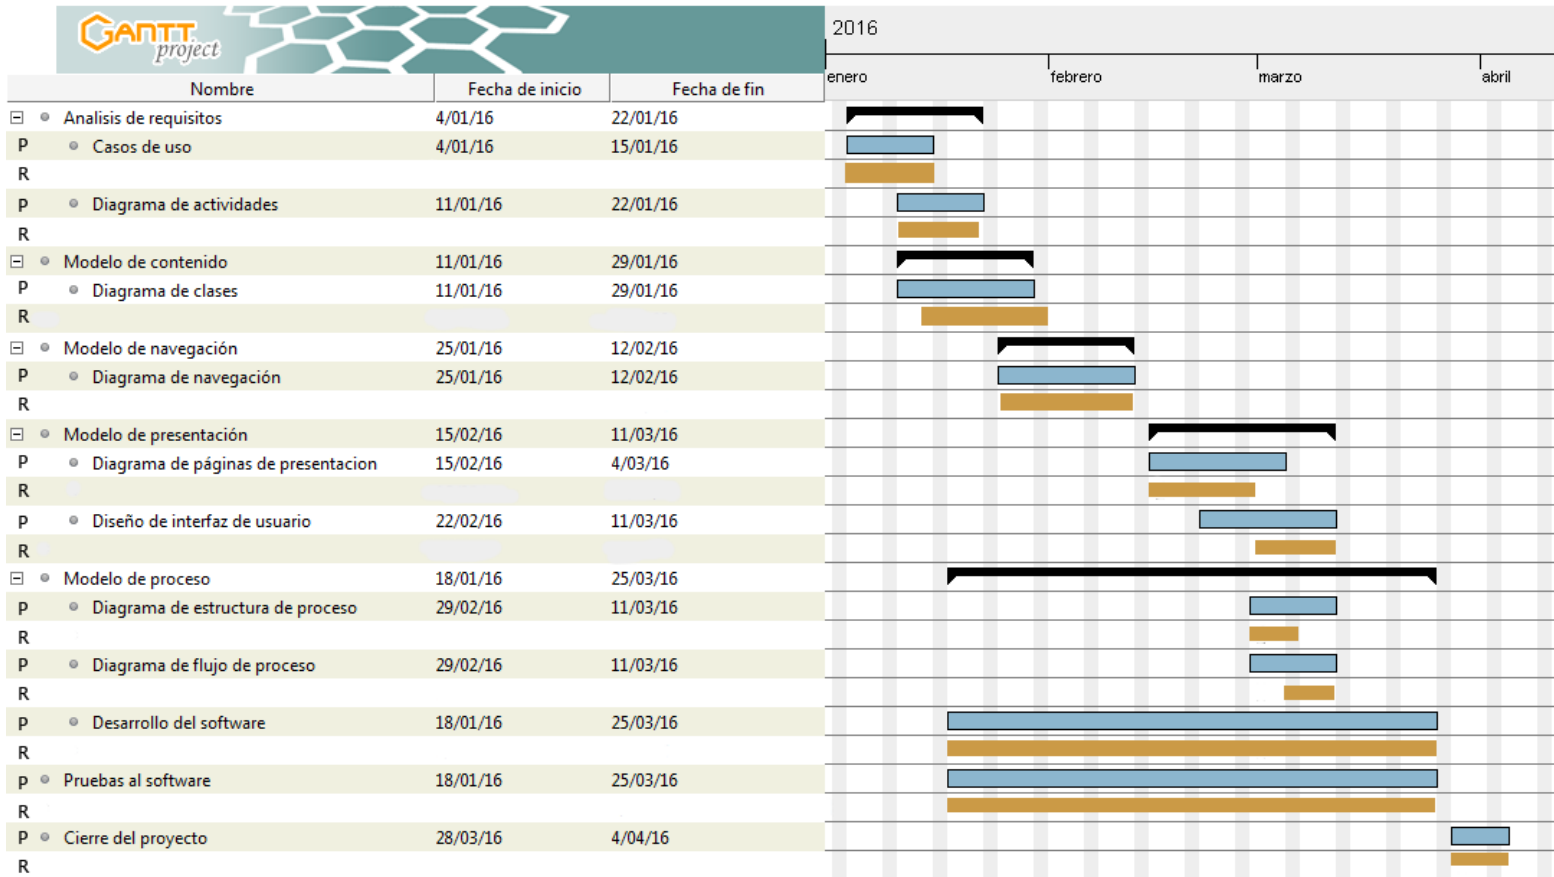 GANTT
project
2016
enero febrero marzo abril
Nombre Fecha de inicio Fecha de fin
Analisis de requisitos 4/01/16 22/01/16
P Casos de uso 4/01/16 15/01/16
R
P Diagrama de actividades 11/01/16 22/01/16
R
Modelo de contenido 11/01/16 29/01/16
P Diagrama de clases 11/01/16 29/01/16
R
Modelo de navegación 25/01/16 12/02/16
P Diagrama de navegación 25/01/16 12/02/16
R
Modelo de presentación 15/02/16 11/03/16
P Diagrama de páginas de presentacion 15/02/16 4/03/16
R
P Diseño de interfaz de usuario 22/02/16 11/03/16
R
Modelo de proceso 18/01/16 25/03/16
P Diagrama de estructura de proceso 29/02/16 11/03/16
R
P Diagrama de flujo de proceso 29/02/16 11/03/16
R
P Desarrollo del software 18/01/16 25/03/16
R
P Pruebas al software 18/01/16 25/03/16
R
P Cierre del proyecto 28/03/16 4/04/16
R